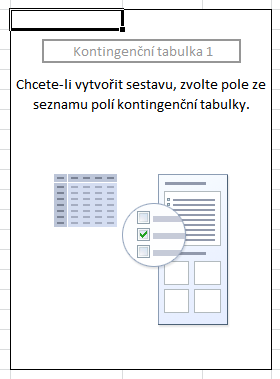 Kontingenční tabulka 1
Chcete-li vytvořit sestavu, zvolte pole ze
seznamu polí kontingenční tabulky.